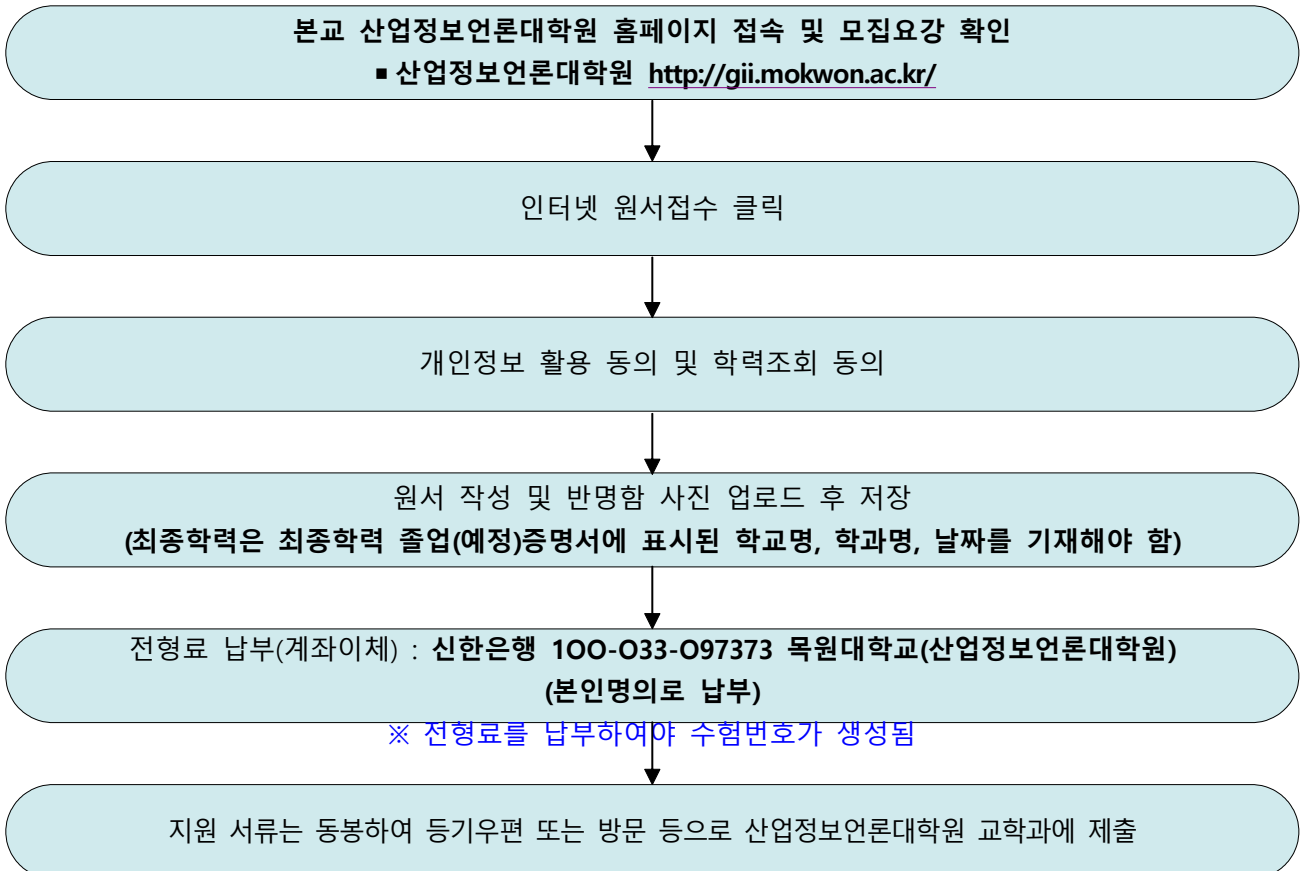 본교 산업정보언론대학원 홈페이지 접속 및 모집요강 확인
▪ 산업정보언론대학원 http://gii.mokwon.ac.kr/
인터넷 원서접수 클릭
개인정보 활용 동의 및 학력조회 동의
원서 작성 및 반명함 사진 업로드 후 저장
(최종학력은 최종학력 졸업(예정)증명서에 표시된 학교명, 학과명, 날짜를 기재해야 함)
전형료 납부(계좌이체) : 신한은행 1OO-O33-O97373 목원대학교(산업정보언론대학원)
(본인명의로 납부)
※ 전형료를 납부하여야 수험번호가 생성됨
지원 서류는 동봉하여 등기우편 또는 방문 등으로 산업정보언론대학원 교학과에 제출